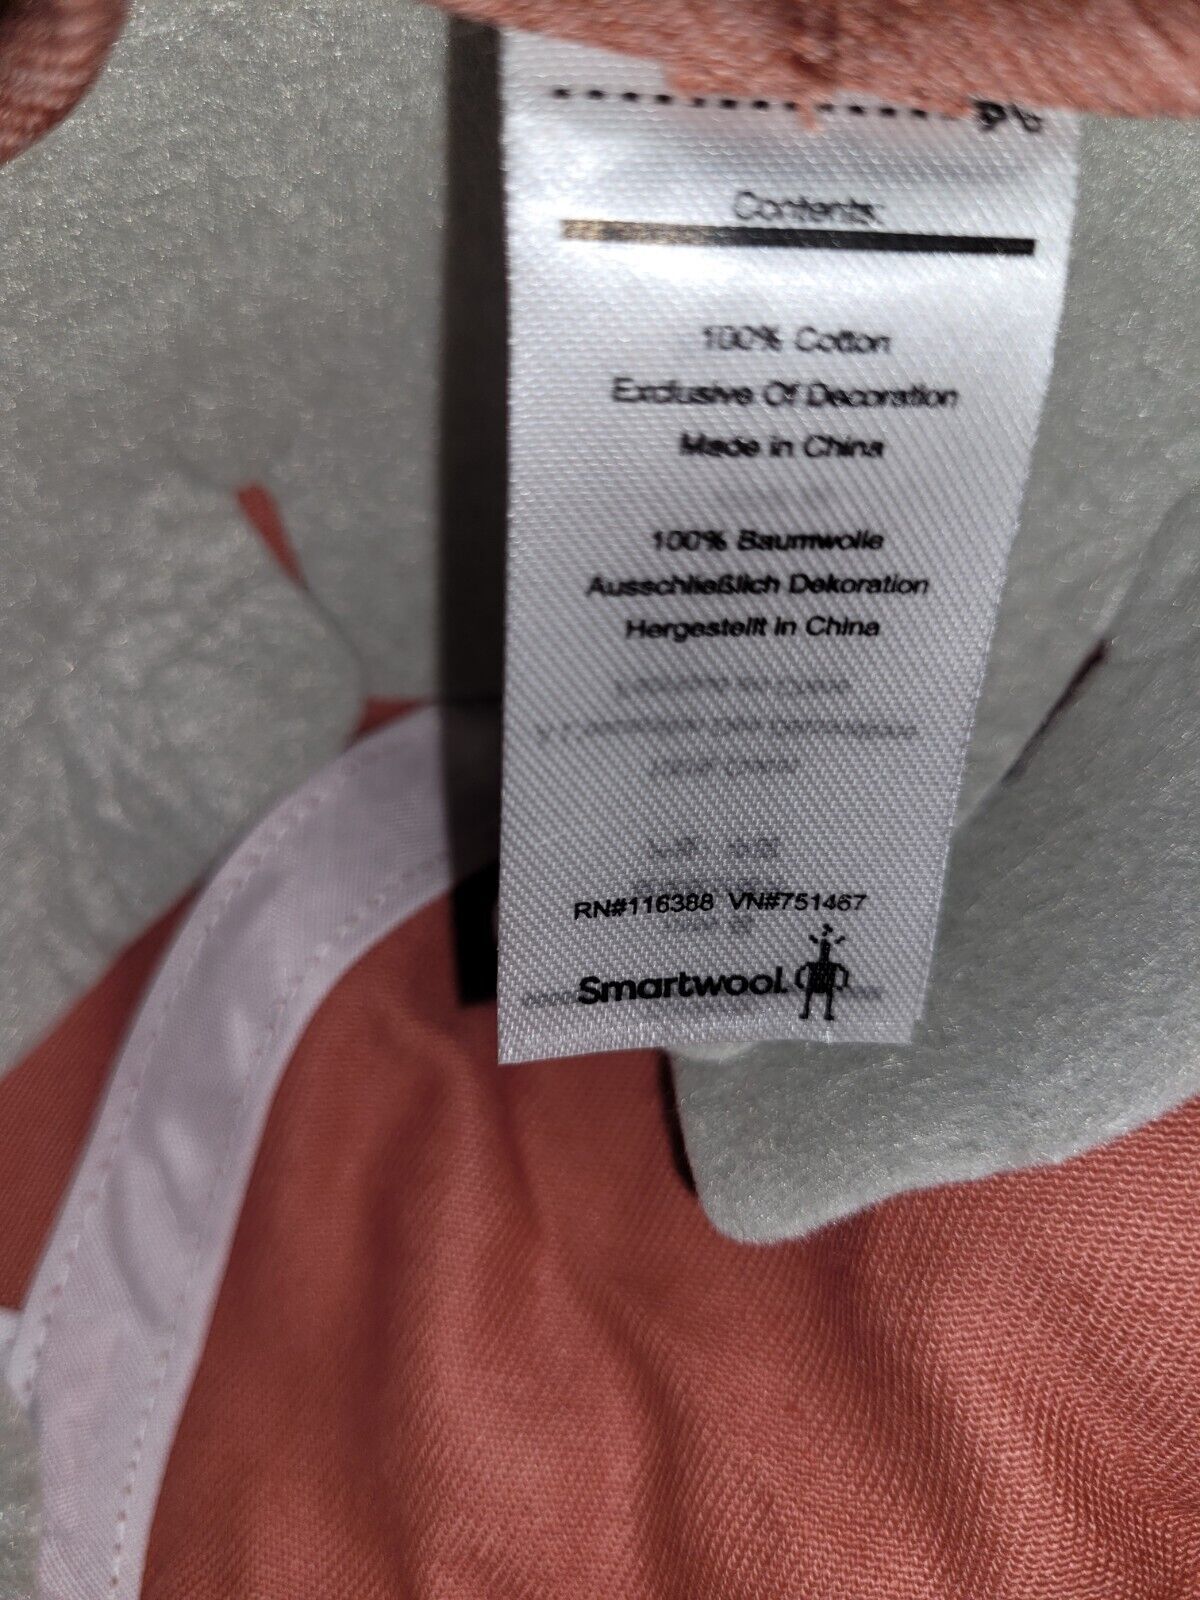 Contents:
100% Cotton
Exclusive Of Decoration
Made in China
100% Baumwolle
Ausschließlich Dekoration
Hergestellt in China
RN#116388 VN#751467
Smartwool